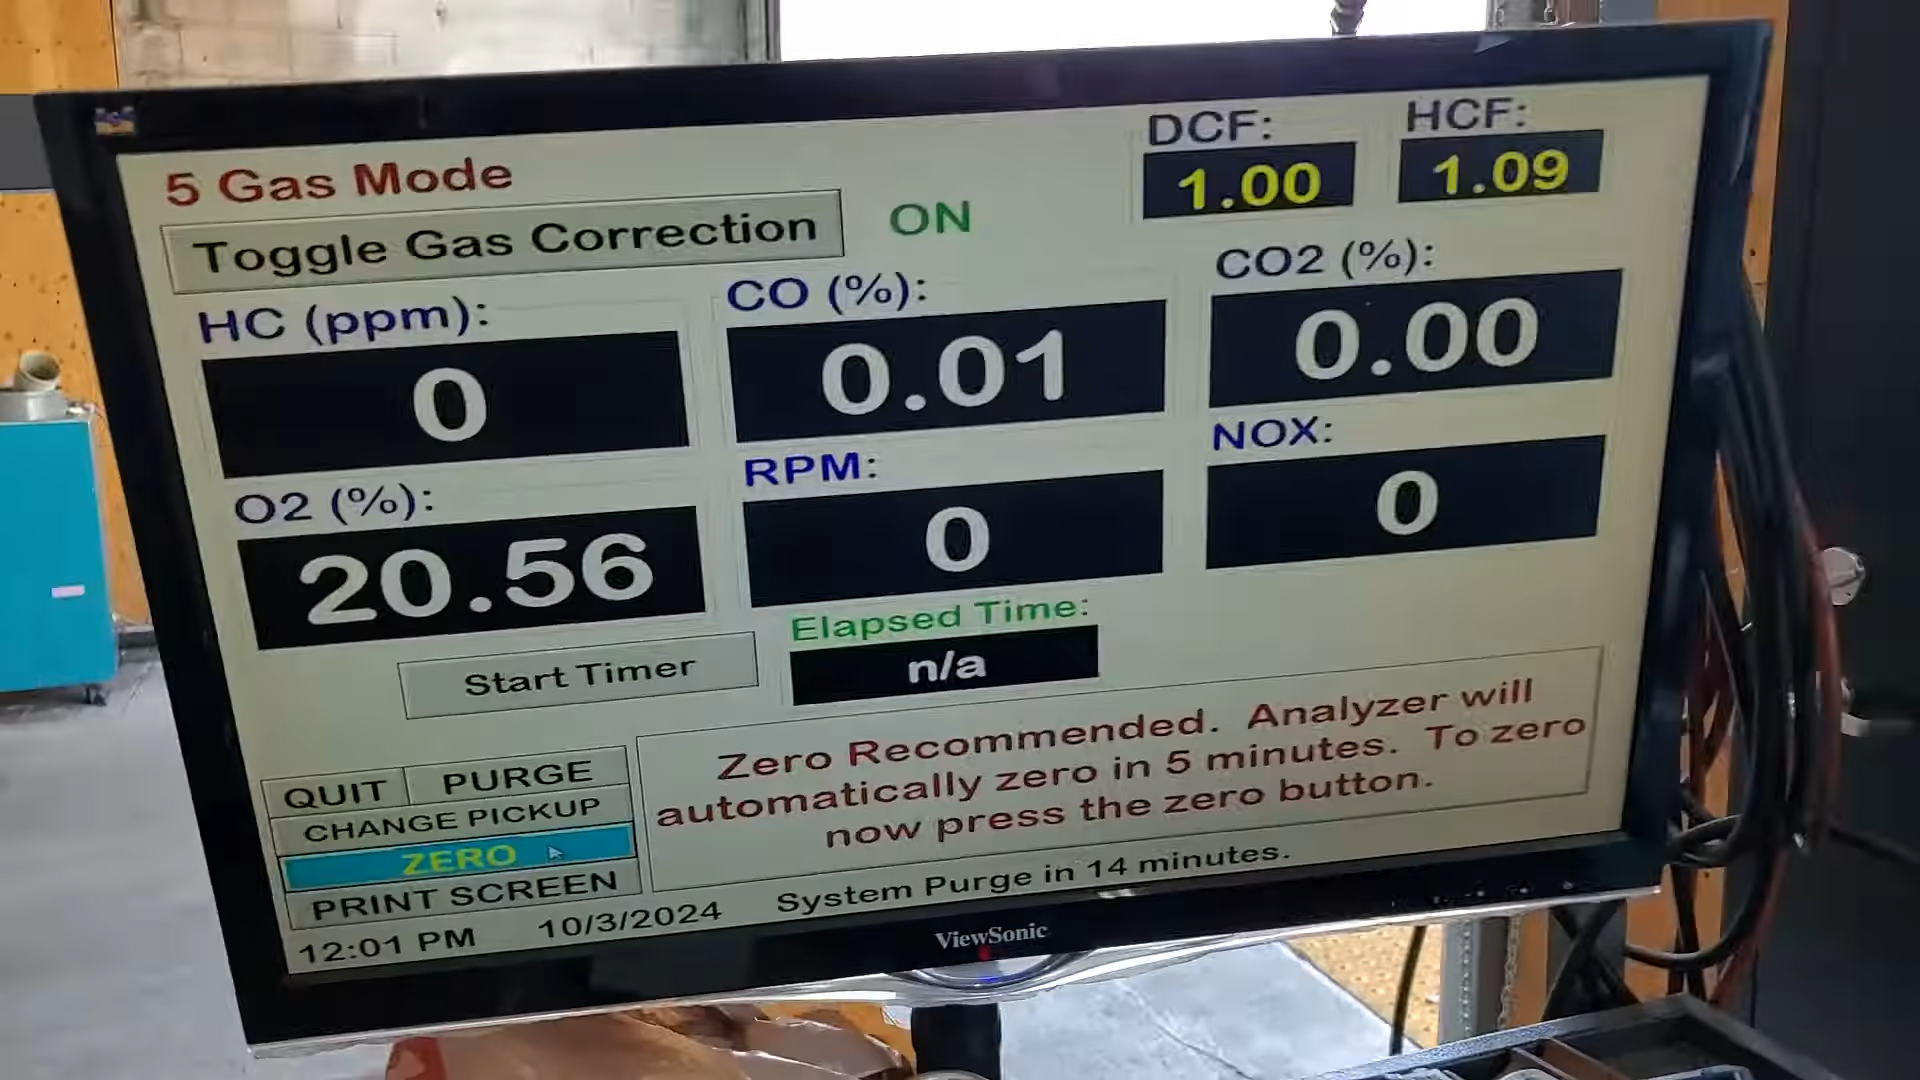 5 Gas Mode
Toggle Gas Correction
ON
DCF:
1.00
HCF:
1.09
HC (ppm):
0
CO (%):
0.01
CO2 (%):
0.00
O2 (%):
20.56
RPM:
0
NOX:
0
Start Timer
Elapsed Time:
n/a
QUIT
PURGE
CHANGE PICKUP
ZERO
PRINT SCREEN
Zero Recommended. Analyzer will
automatically zero in 5 minutes. To zero
now press the zero button.
12:01 PM
10/3/2024
System Purge in 14 minutes.
ViewSonic